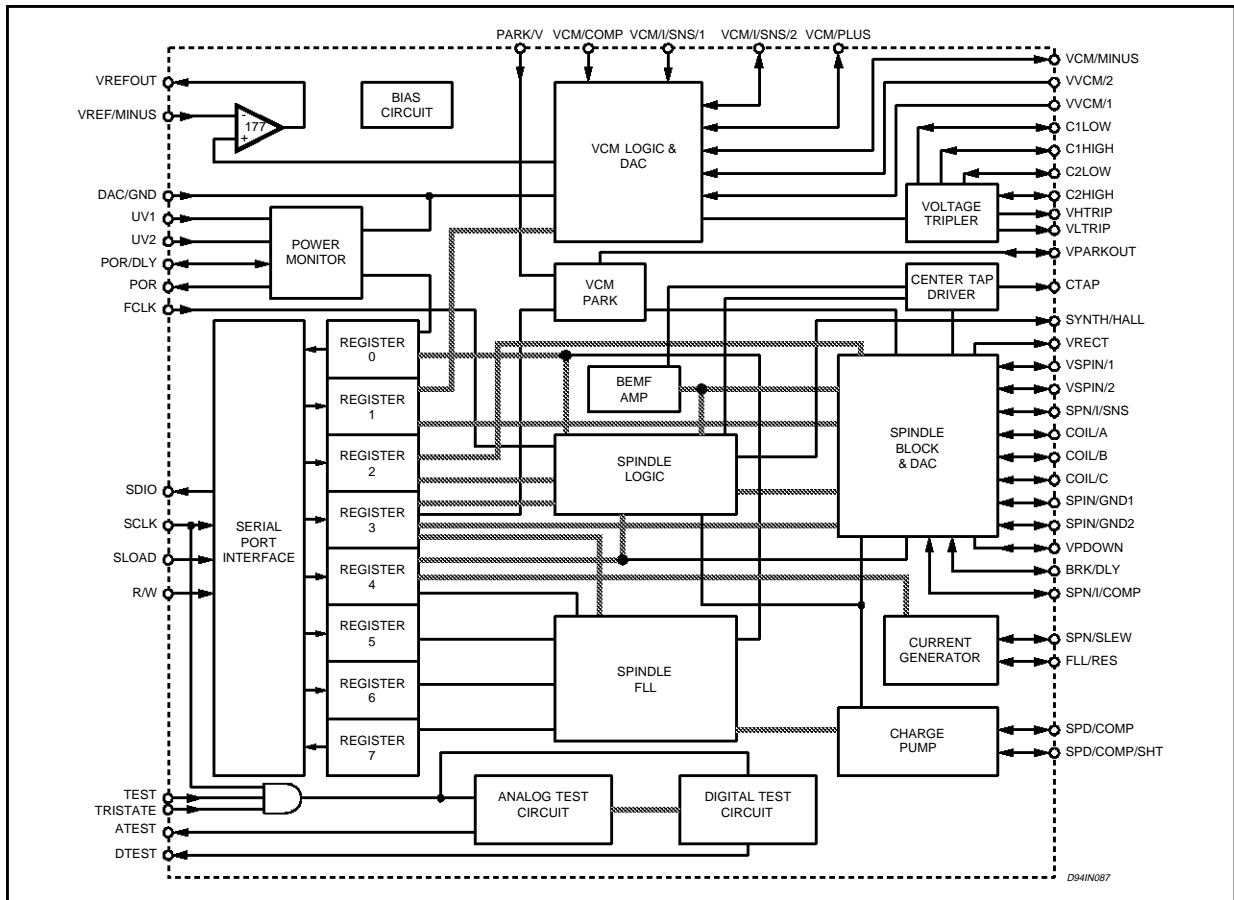 PARK/V VCM/COMP VCM/I/SNS/1 VCM/I/SNS/2 VCM/PLUS
VREFOUT
VREF/MINUS
DAC/GND
UV1
UV2
POR/DLY
POR
FCLK
SDIO
SCLK
SLOAD
R/W
TEST
TRISTATE
ATEST
DTEST
-
177
+
BIAS
CIRCUIT
VCM LOGIC &
DAC
POWER
MONITOR
VCM
PARK
VOLTAGE
TRIPLER
CENTER TAP
DRIVER
SERIAL
PORT
INTERFACE
REGISTER
0
REGISTER
1
REGISTER
2
REGISTER
3
REGISTER
4
REGISTER
5
REGISTER
6
REGISTER
7
BEMF
AMP
SPINDLE
LOGIC
SPINDLE
BLOCK
& DAC
SPINDLE
FLL
CURRENT
GENERATOR
CHARGE
PUMP
ANALOG TEST
CIRCUIT
DIGITAL TEST
CIRCUIT
VCM/MINUS
VVCM/2
VVCM/1
C1LOW
C1HIGH
C2LOW
C2HIGH
VHTRIP
VLTRIP
VPARKOUT
CTAP
SYNTH/HALL
VRECT
VSPIN/1
VSPIN/2
SPN/I/SNS
COIL/A
COIL/B
COIL/C
SPIN/GND1
SPIN/GND2
VPDOWN
BRK/DLY
SPN/I/COMP
SPN/SLEW
FLL/RES
SPD/COMP
SPD/COMP/SHT
D94IN087